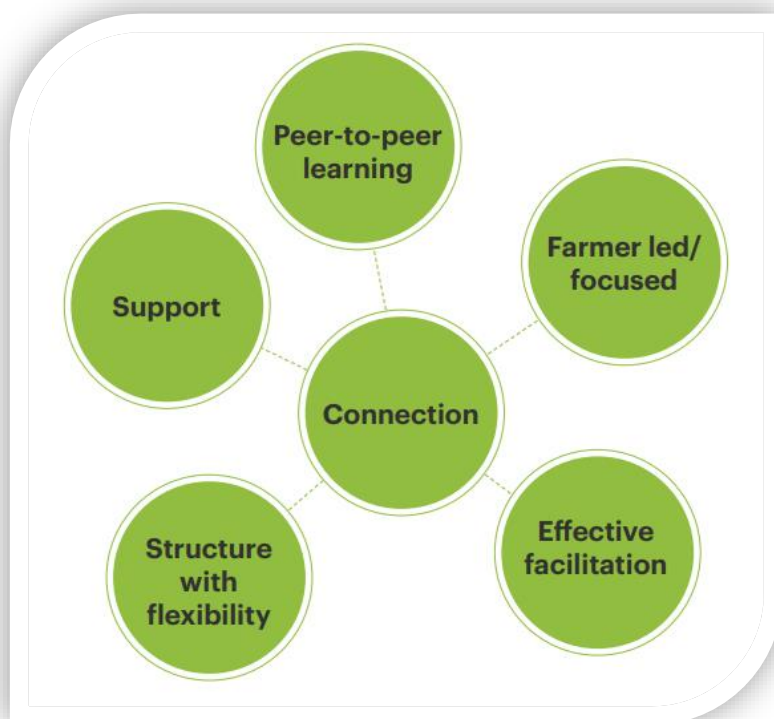 Peer-to-peer
learning
Farmer led/
focused
Support
Connection
Effective
facilitation
Structure
with
flexibility